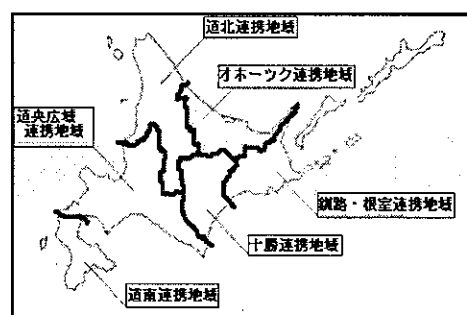 道北連携地域
オホーツク連携地域
道央広域
連携地域
釧路・根室連携地域
十勝連携地域
道南連携地域